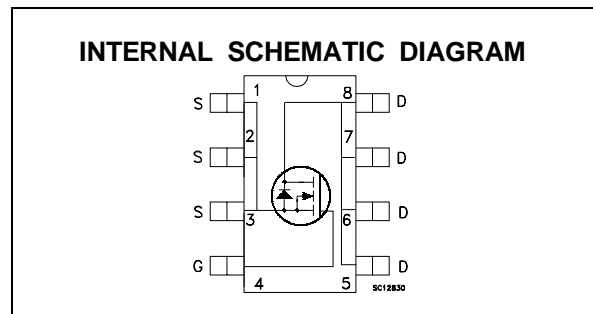 INTERNAL SCHEMATIC DIAGRAM
S 1 8 D
S 2 7 D
S 3 6 D
G 4 5 D
SC12830